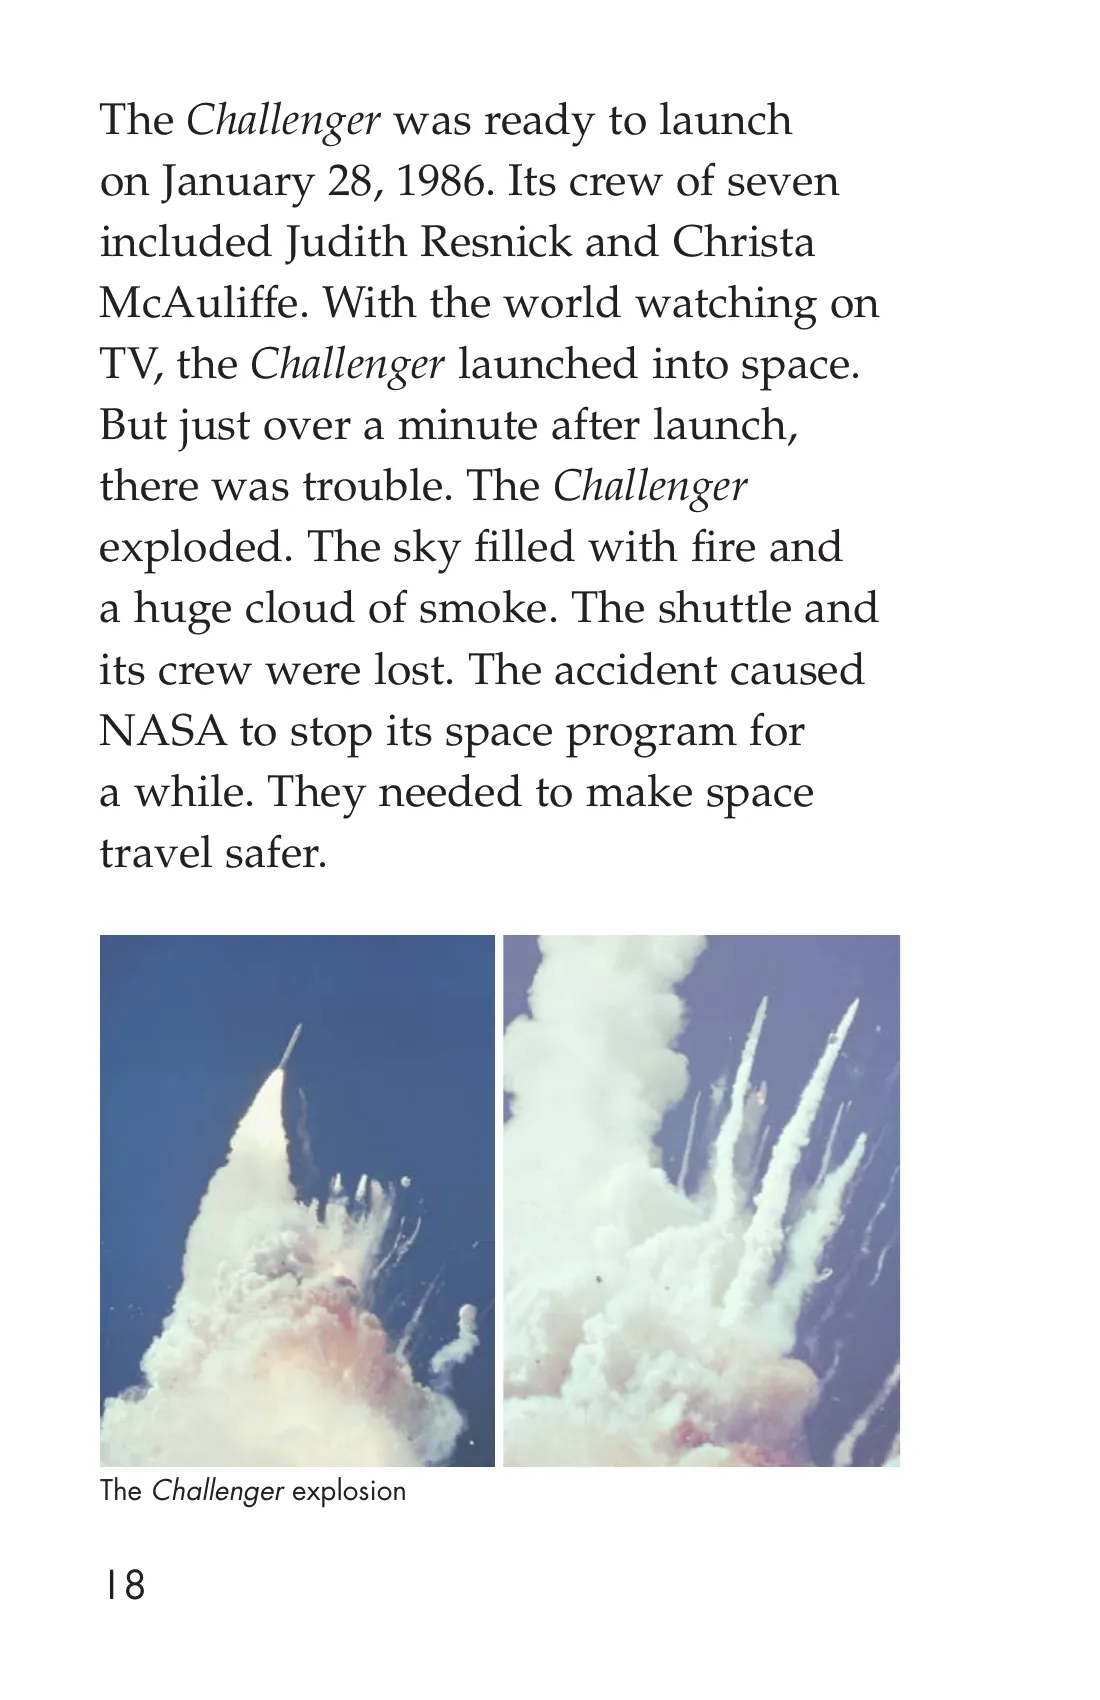 The Challenger was ready to launch
on January 28, 1986. Its crew of seven
included Judith Resnick and Christa
McAuliffe. With the world watching on
TV, the Challenger launched into space.
But just over a minute after launch,
there was trouble. The Challenger
exploded. The sky filled with fire and
a huge cloud of smoke. The shuttle and
its crew were lost. The accident caused
NASA to stop its space program for
a while. They needed to make space
travel safer.
The Challenger explosion
18